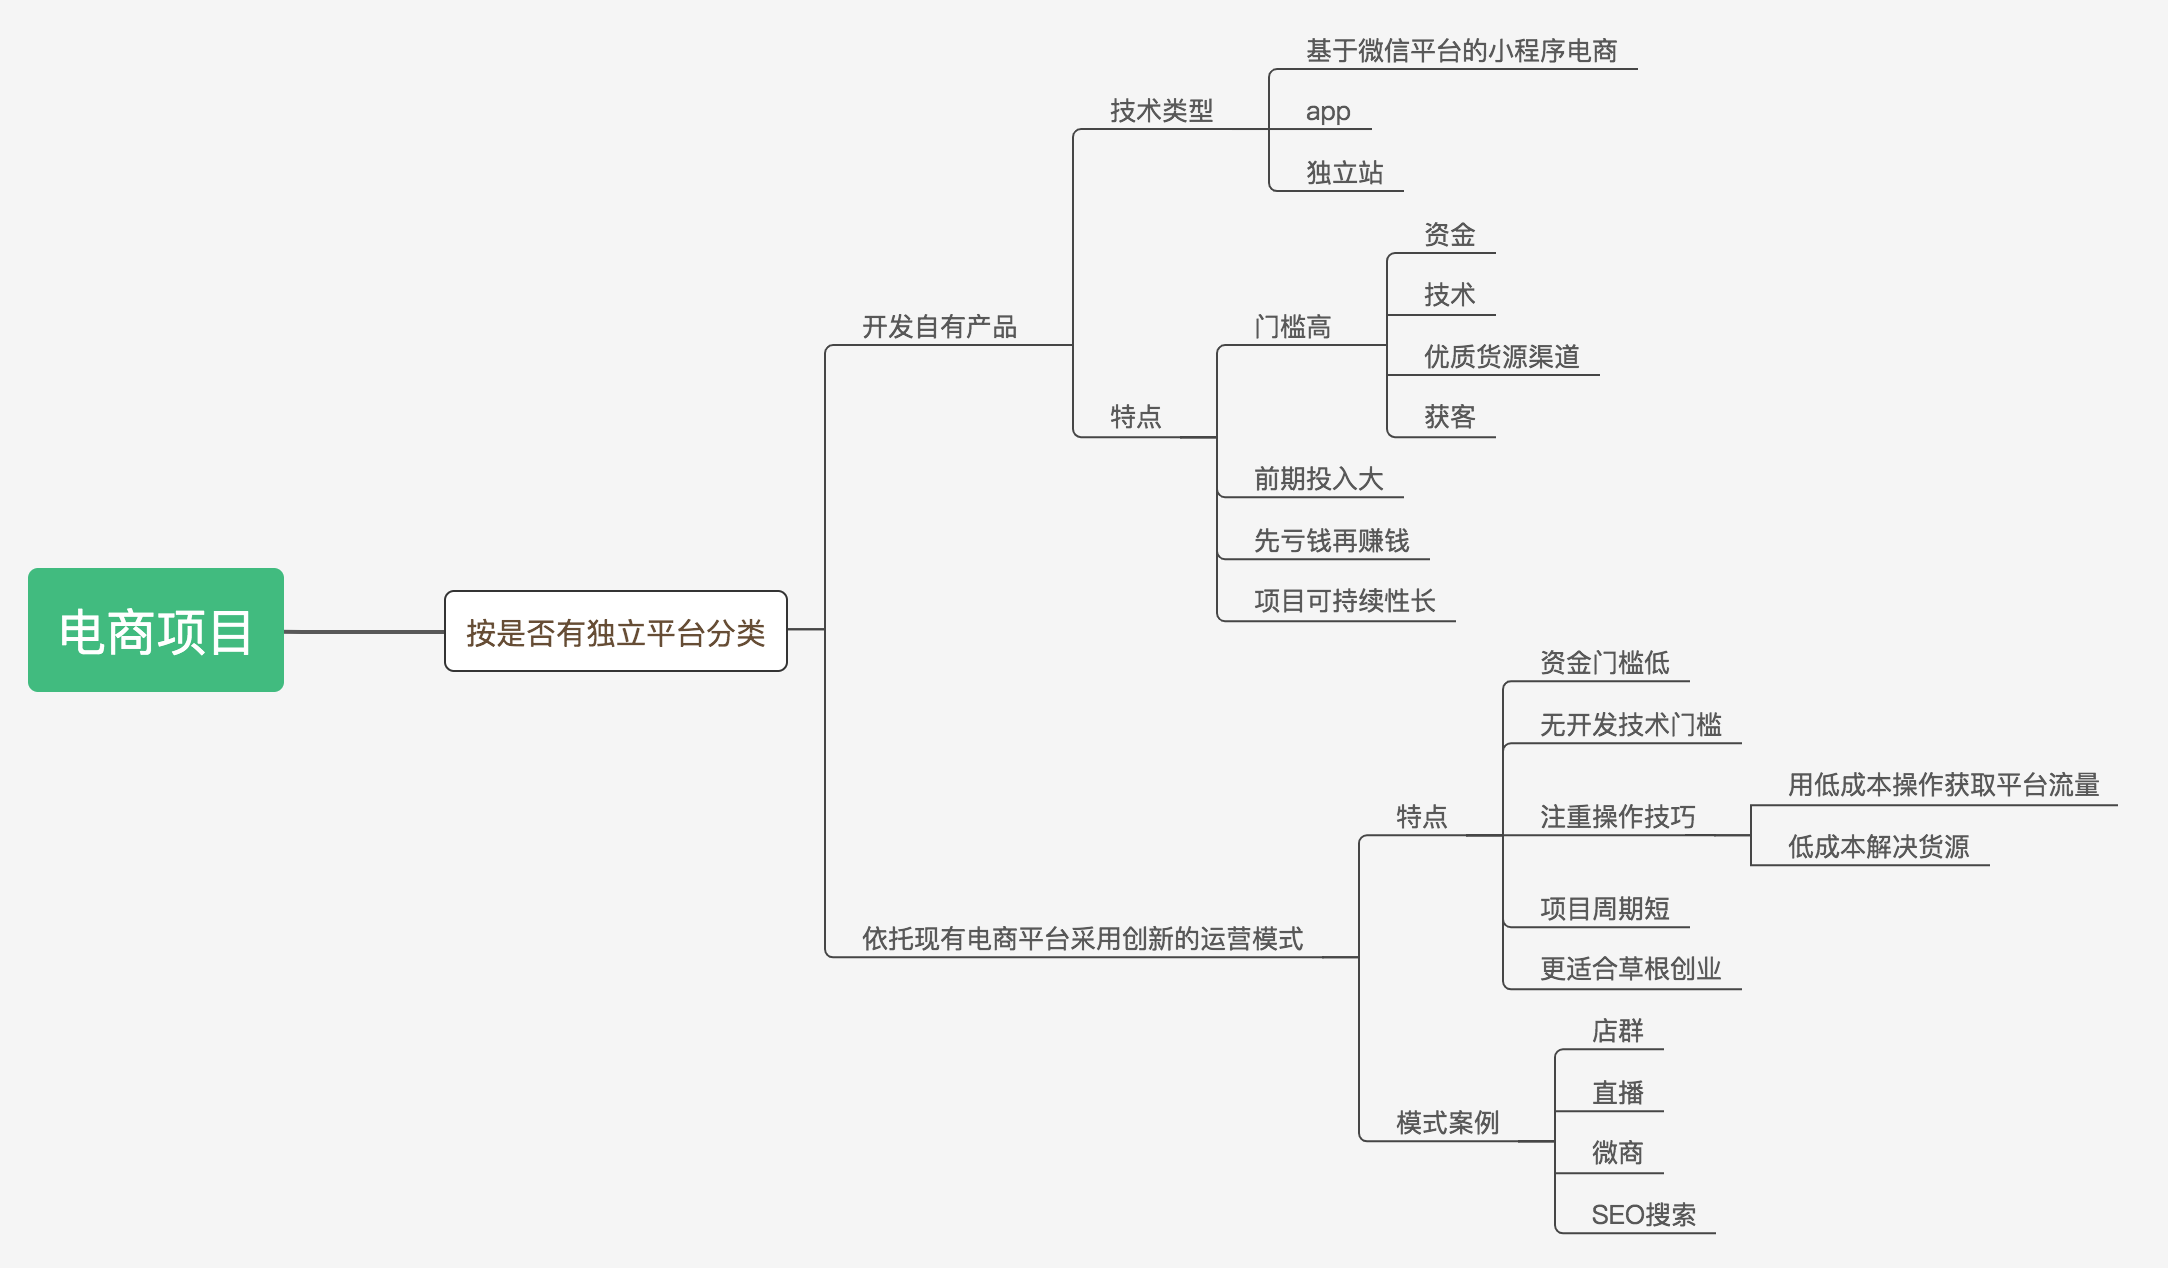 电商项目
按是否有独立平台分类
开发自有产品
技术类型
基于微信平台的小程序电商
app
独立站
特点
门槛高
资金
技术
优质货源渠道
获客
前期投入大
先亏钱再赚钱
项目可持续性长
依托现有电商平台采用创新的运营模式
特点
资金门槛低
无开发技术门槛
注重操作技巧
用低成本操作获取平台流量
低成本解决货源
项目周期短
更适合草根创业
模式案例
店群
直播
微商
SEO搜索